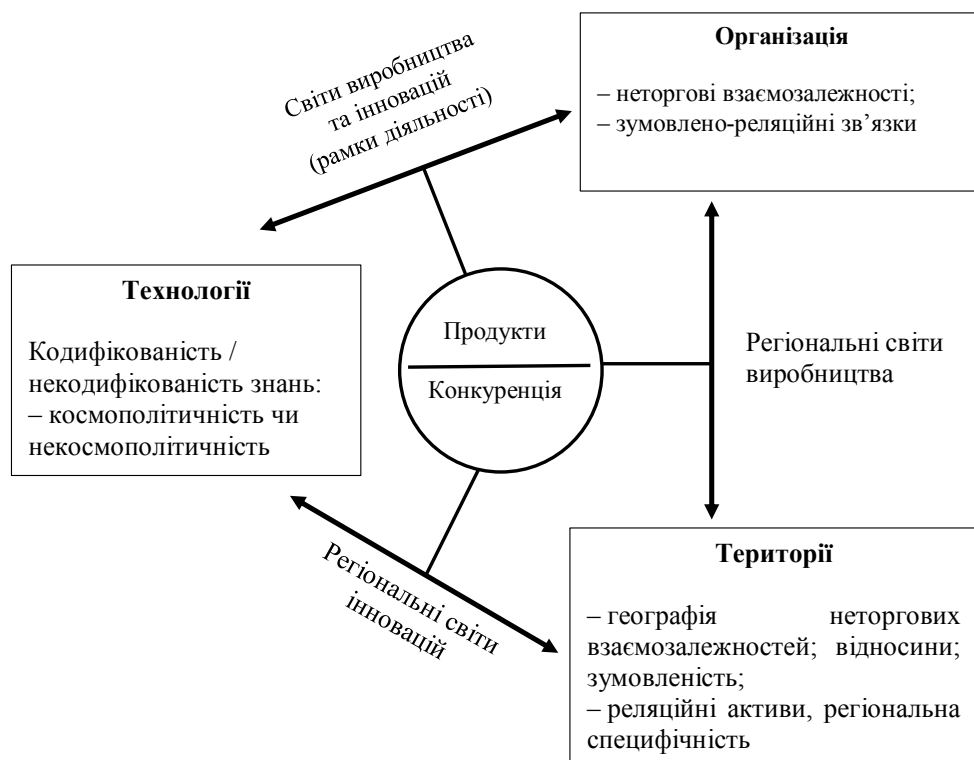 Світи виробництва
та інновацій
(рамки діяльності)
Організація
– неторгові взаємозалежності;
– зумовлено-реляційні зв’язки
Технології
Кодифікованість /
некодифікованість знань:
– космополітичність чи
некосмополітичність
Продукти
Конкуренція
Регіональні світи
виробництва
Регіональні світи
інновацій
Території
– географія неторгових
взаємозалежностей; відносини;
зумовленість;
– реляційні активи, регіональна
специфічність